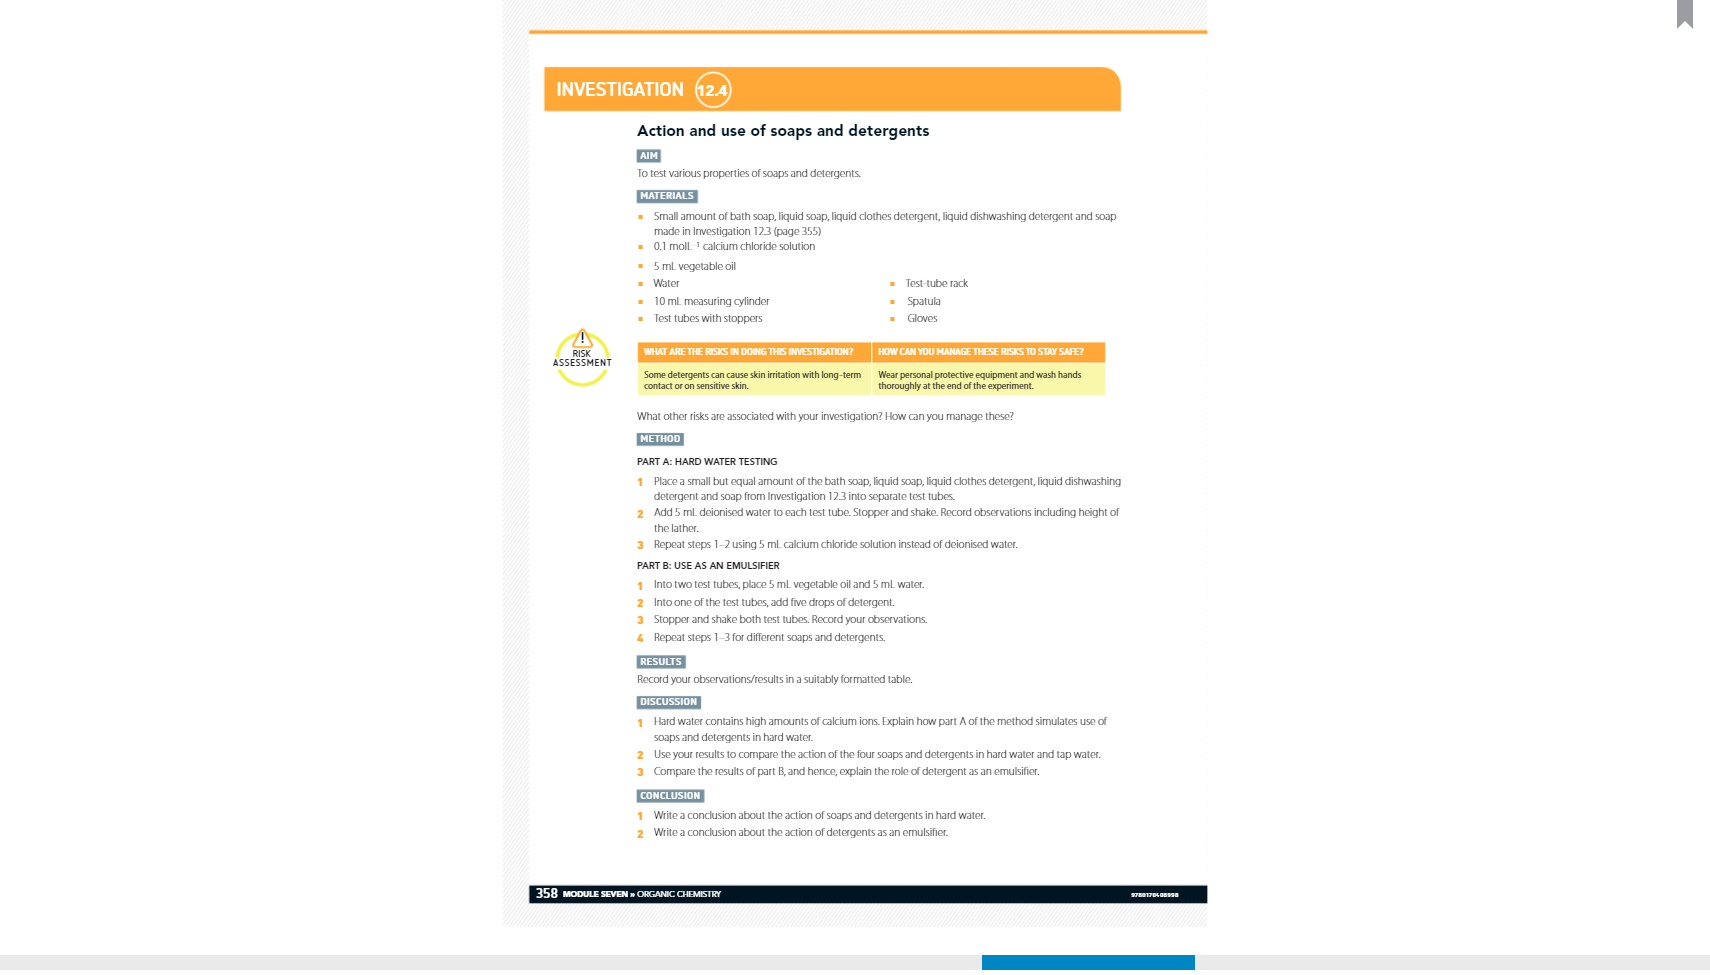 INVESTIGATION 12.4
Action and use of soaps and detergents
AIM
To test various properties of soaps and detergents.
MATERIALS
Small amount of bath soap, liquid soap, liquid clothes detergent, liquid dishwashing detergent and soap
made in Investigation 12.3 (page 355)
0.1 mol L⁻¹ calcium chloride solution
5 mL vegetable oil
Water
10 mL measuring cylinder
Test tubes with stoppers
Test-tube rack
Spatula
Gloves
RISK
ASSESSMENT
WHAT ARE THE RISKS IN DOING THIS INVESTIGATION?
HOW CAN YOU MANAGE THESE RISKS TO STAY SAFE?
Some detergents can cause skin irritation with long-term
contact or on sensitive skin.
Wear personal protective equipment and wash hands
thoroughly at the end of the experiment.
What other risks are associated with your investigation? How can you manage these?
METHOD
PART A: HARD WATER TESTING
1 Place a small but equal amount of the bath soap, liquid soap, liquid clothes detergent, liquid dishwashing
detergent and soap from Investigation 12.3 into separate test tubes.
2 Add 5 mL deionised water to each test tube. Stopper and shake. Record observations including height of
the lather.
3 Repeat steps 1–2 using 5 mL calcium chloride solution instead of deionised water.
PART B: USE AS AN EMULSIFIER
1 Into two test tubes, place 5 mL vegetable oil and 5 mL water.
2 Into one of the test tubes, add five drops of detergent.
3 Stopper and shake both test tubes. Record your observations.
4 Repeat steps 1–3 for different soaps and detergents.
RESULTS
Record your observations/results in a suitably formatted table.
DISCUSSION
1 Hard water contains high amounts of calcium ions. Explain how part A of the method simulates use of
soaps and detergents in hard water.
2 Use your results to compare the action of the four soaps and detergents in hard water and tap water.
3 Compare the results of part B, and hence, explain the role of detergent as an emulsifier.
CONCLUSION
1 Write a conclusion about the action of soaps and detergents in hard water.
2 Write a conclusion about the action of detergents as an emulsifier.
358 MODULE SEVEN » ORGANIC CHEMISTRY
9780170408998